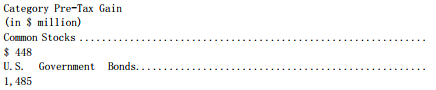 Category Pre-Tax Gain
(in $ million)
Common Stocks ..............................................................
$ 448
U.S. Government Bonds....................................................
1,485